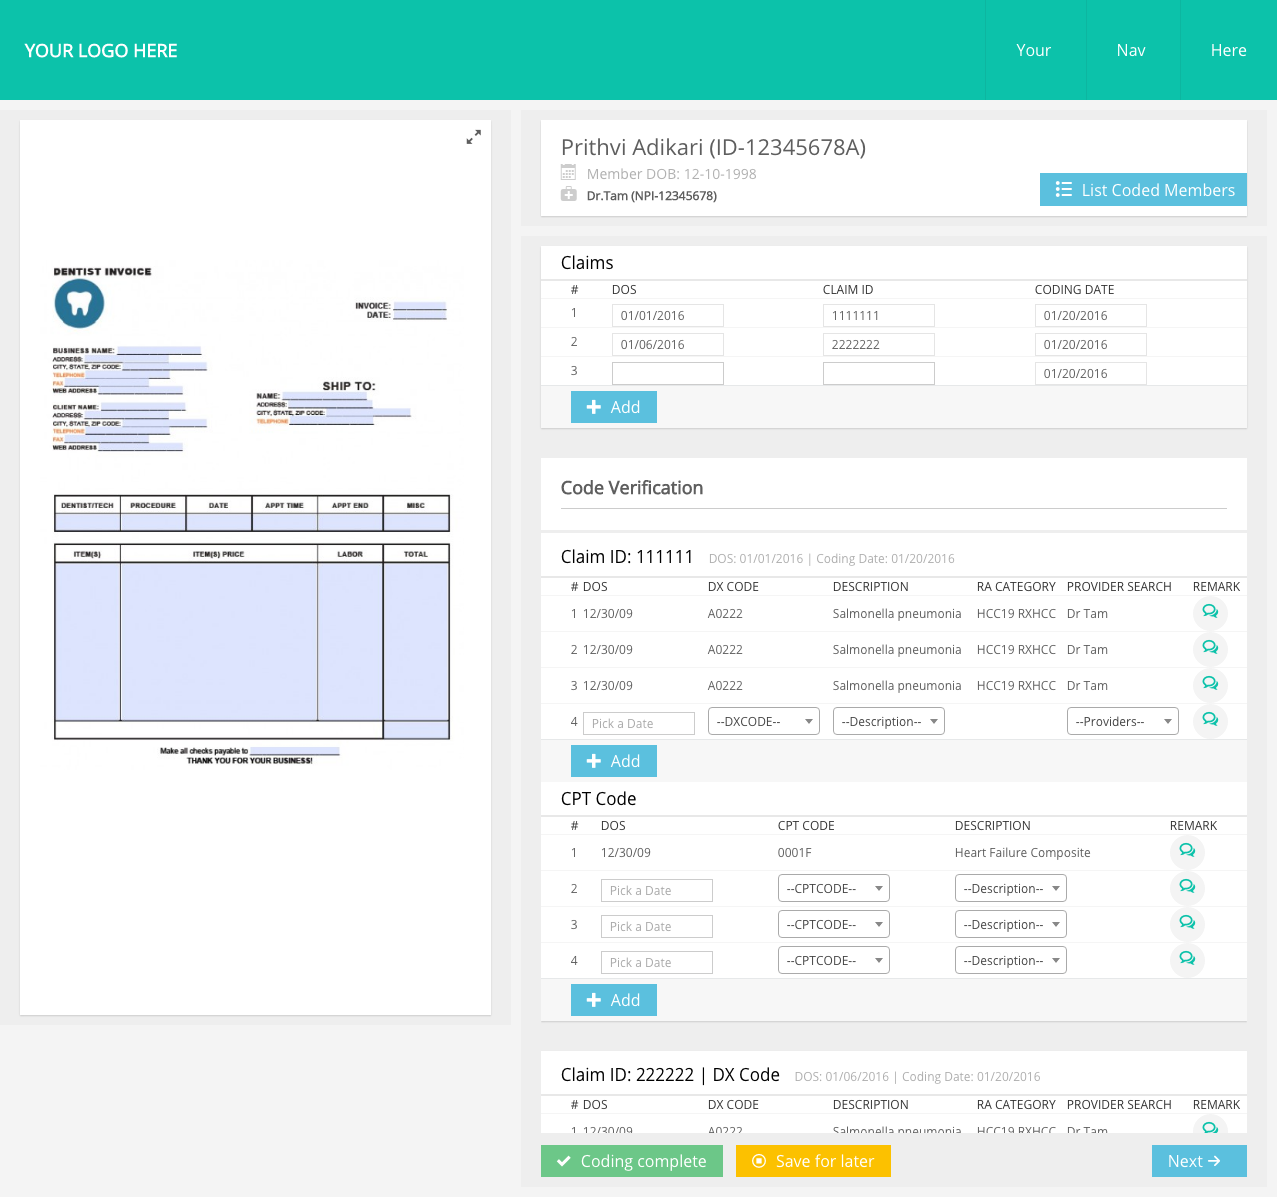 YOUR LOGO HERE
Your Nav Here
DENTIST INVOICE
INVOICE:
DATE:
BUSINESS NAME:
ADDRESS:
CITY, STATE, ZIP CODE:
TELEPHONE
FAX
WEB ADDRESS
SHIP TO:
NAME:
ADDRESS:
CITY, STATE, ZIP CODE:
TELEPHONE
CLIENT NAME:
ADDRESS:
CITY, STATE, ZIP CODE:
TELEPHONE
FAX
WEB ADDRESS
DENTIST/TECH PROCEDURE DATE APPT TIME APPT END MISC
ITEM(S) ITEM(S) PRICE LABOR TOTAL
Make all checks payable to
THANK YOU FOR YOUR BUSINESS!
Prithvi Adikari (ID-12345678A)
Member DOB: 12-10-1998
Dr.Tam (NPI-12345678)
List Coded Members
Claims
# DOS CLAIM ID CODING DATE
1 01/01/2016 1111111 01/20/2016
2 01/06/2016 2222222 01/20/2016
3 01/20/2016
Add
Code Verification
Claim ID: 111111 DOS: 01/01/2016 | Coding Date: 01/20/2016
# DOS DX CODE DESCRIPTION RA CATEGORY PROVIDER SEARCH REMARK
1 12/30/09 A0222 Salmonella pneumonia HCC19 RXHCC Dr Tam
2 12/30/09 A0222 Salmonella pneumonia HCC19 RXHCC Dr Tam
3 12/30/09 A0222 Salmonella pneumonia HCC19 RXHCC Dr Tam
4 Pick a Date --DXCODE-- --Description-- --Providers--
Add
CPT Code
# DOS CPT CODE DESCRIPTION REMARK
1 12/30/09 0001F Heart Failure Composite
2 Pick a Date --CPTCODE-- --Description--
3 Pick a Date --CPTCODE-- --Description--
4 Pick a Date --CPTCODE-- --Description--
Add
Claim ID: 222222 | DX Code DOS: 01/06/2016 | Coding Date: 01/20/2016
# DOS DX CODE DESCRIPTION RA CATEGORY PROVIDER SEARCH REMARK
1 12/30/09 A0222 Salmonella pneumonia HCC19 RXHCC Dr Tam
Coding complete Save for later Next